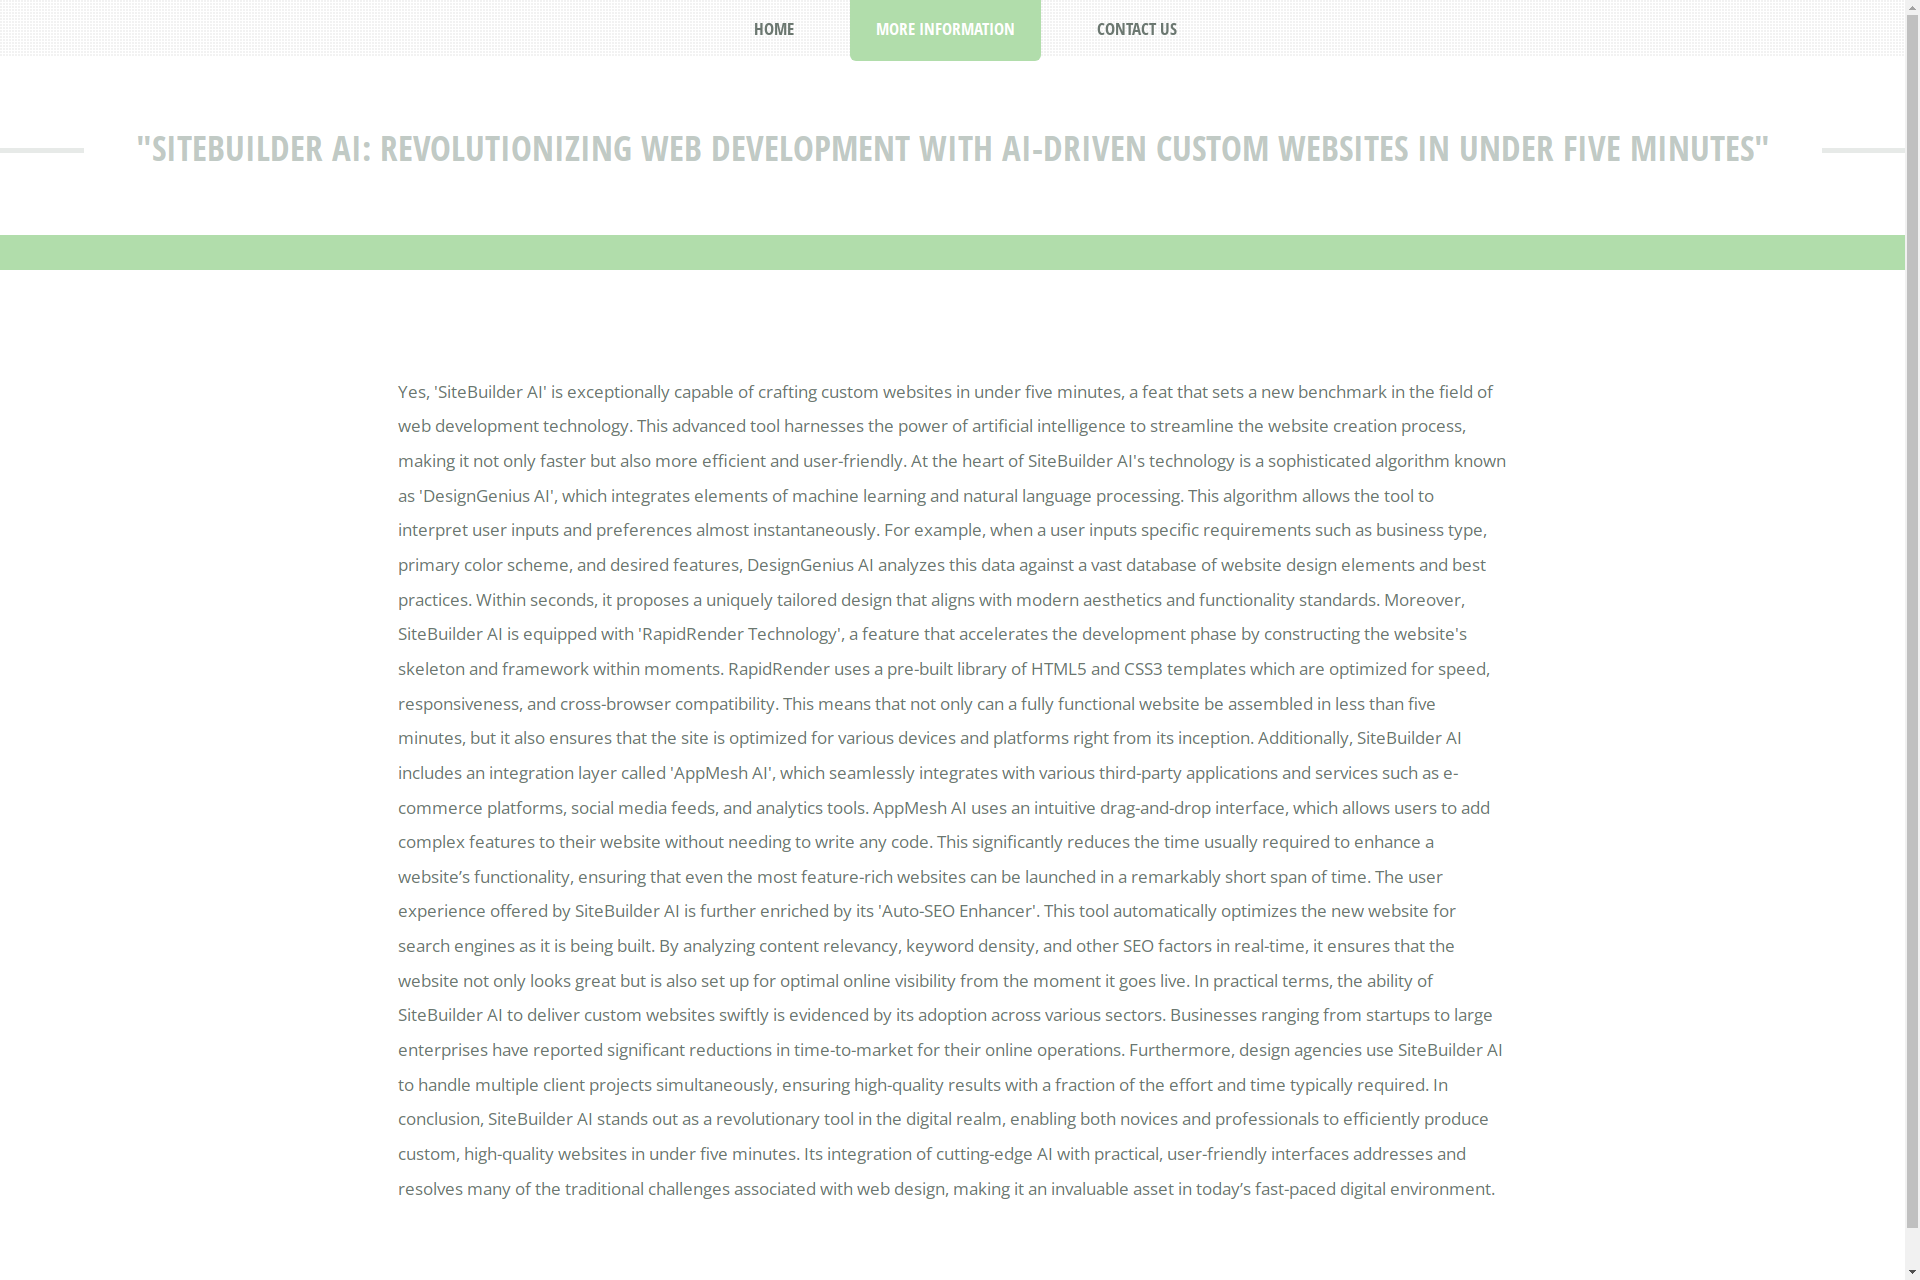 HOME
MORE INFORMATION
CONTACT US
"SITEBUILDER AI: REVOLUTIONIZING WEB DEVELOPMENT WITH AI-DRIVEN CUSTOM WEBSITES IN UNDER FIVE MINUTES"
Yes, 'SiteBuilder AI' is exceptionally capable of crafting custom websites in under five minutes, a feat that sets a new benchmark in the field of
web development technology. This advanced tool harnesses the power of artificial intelligence to streamline the website creation process,
making it not only faster but also more efficient and user-friendly. At the heart of SiteBuilder AI's technology is a sophisticated algorithm known
as 'DesignGenius AI', which integrates elements of machine learning and natural language processing. This algorithm allows the tool to
interpret user inputs and preferences almost instantaneously. For example, when a user inputs specific requirements such as business type,
primary color scheme, and desired features, DesignGenius AI analyzes this data against a vast database of website design elements and best
practices. Within seconds, it proposes a uniquely tailored design that aligns with modern aesthetics and functionality standards. Moreover,
SiteBuilder AI is equipped with 'RapidRender Technology', a feature that accelerates the development phase by constructing the website's
skeleton and framework within moments. RapidRender uses a pre-built library of HTML5 and CSS3 templates which are optimized for speed,
responsiveness, and cross-browser compatibility. This means that not only can a fully functional website be assembled in less than five
minutes, but it also ensures that the site is optimized for various devices and platforms right from its inception. Additionally, SiteBuilder AI
includes an integration layer called 'AppMesh AI', which seamlessly integrates with various third-party applications and services such as e-
commerce platforms, social media feeds, and analytics tools. AppMesh AI uses an intuitive drag-and-drop interface, which allows users to add
complex features to their website without needing to write any code. This significantly reduces the time usually required to enhance a
website’s functionality, ensuring that even the most feature-rich websites can be launched in a remarkably short span of time. The user
experience offered by SiteBuilder AI is further enriched by its 'Auto-SEO Enhancer'. This tool automatically optimizes the new website for
search engines as it is being built. By analyzing content relevancy, keyword density, and other SEO factors in real-time, it ensures that the
website not only looks great but is also set up for optimal online visibility from the moment it goes live. In practical terms, the ability of
SiteBuilder AI to deliver custom websites swiftly is evidenced by its adoption across various sectors. Businesses ranging from startups to large
enterprises have reported significant reductions in time-to-market for their online operations. Furthermore, design agencies use SiteBuilder AI
to handle multiple client projects simultaneously, ensuring high-quality results with a fraction of the effort and time typically required. In
conclusion, SiteBuilder AI stands out as a revolutionary tool in the digital realm, enabling both novices and professionals to efficiently produce
custom, high-quality websites in under five minutes. Its integration of cutting-edge AI with practical, user-friendly interfaces addresses and
resolves many of the traditional challenges associated with web design, making it an invaluable asset in today’s fast-paced digital environment.